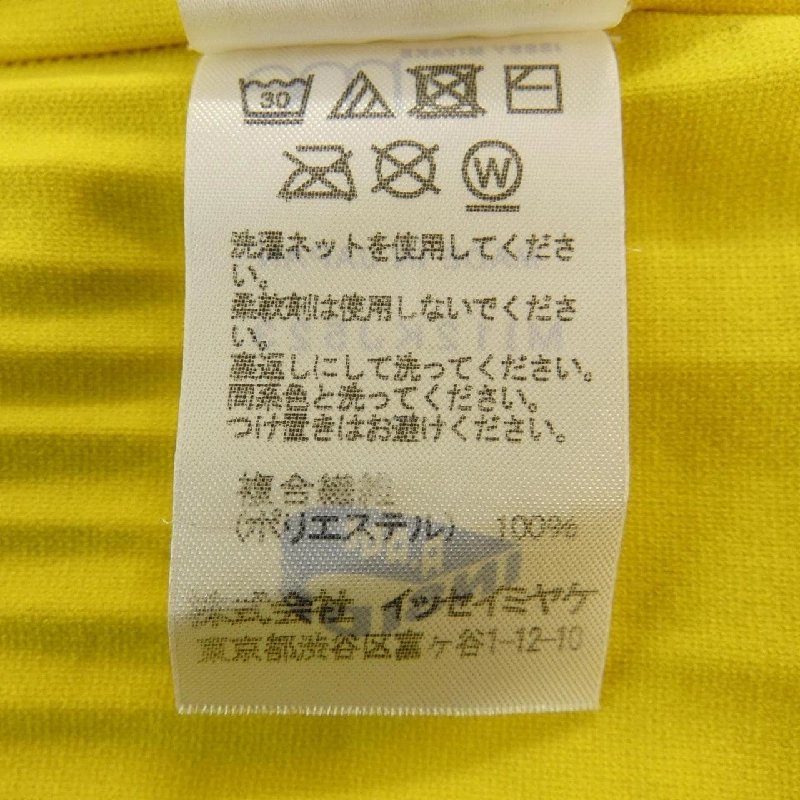 30
W
洗濯ネットを使用してくださ
い。
柔軟剤は使用しないでくださ
い。
裏返しにして洗ってください。
同系色と洗ってください。
つけ置きはお避けください。
複合繊維
(ポリエステル) 100%
株式会社 イッセイミヤケ
東京都渋谷区富ヶ谷1-12-10